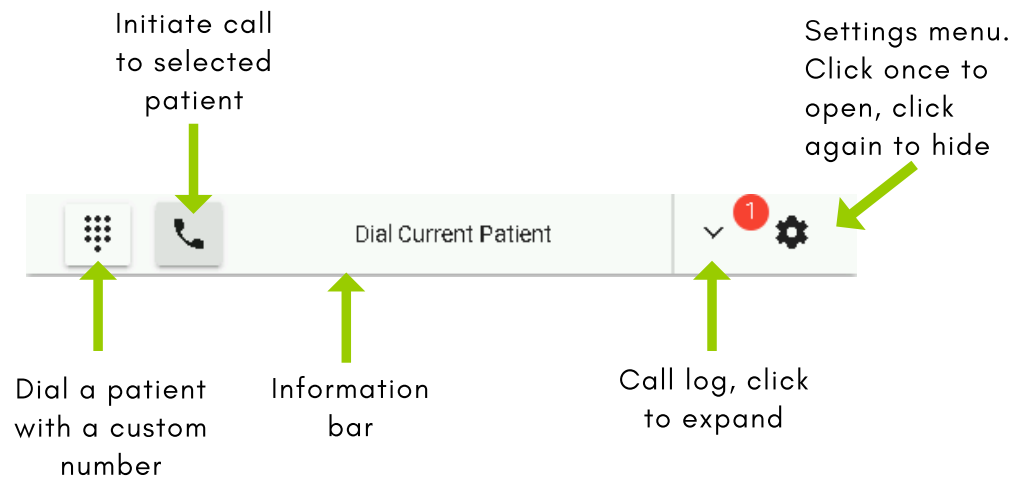 Initiate call
to selected
patient
Settings menu.
Click once to
open, click
again to hide
Dial Current Patient
1
Dial a patient
with a custom
number
Information
bar
Call log, click
to expand